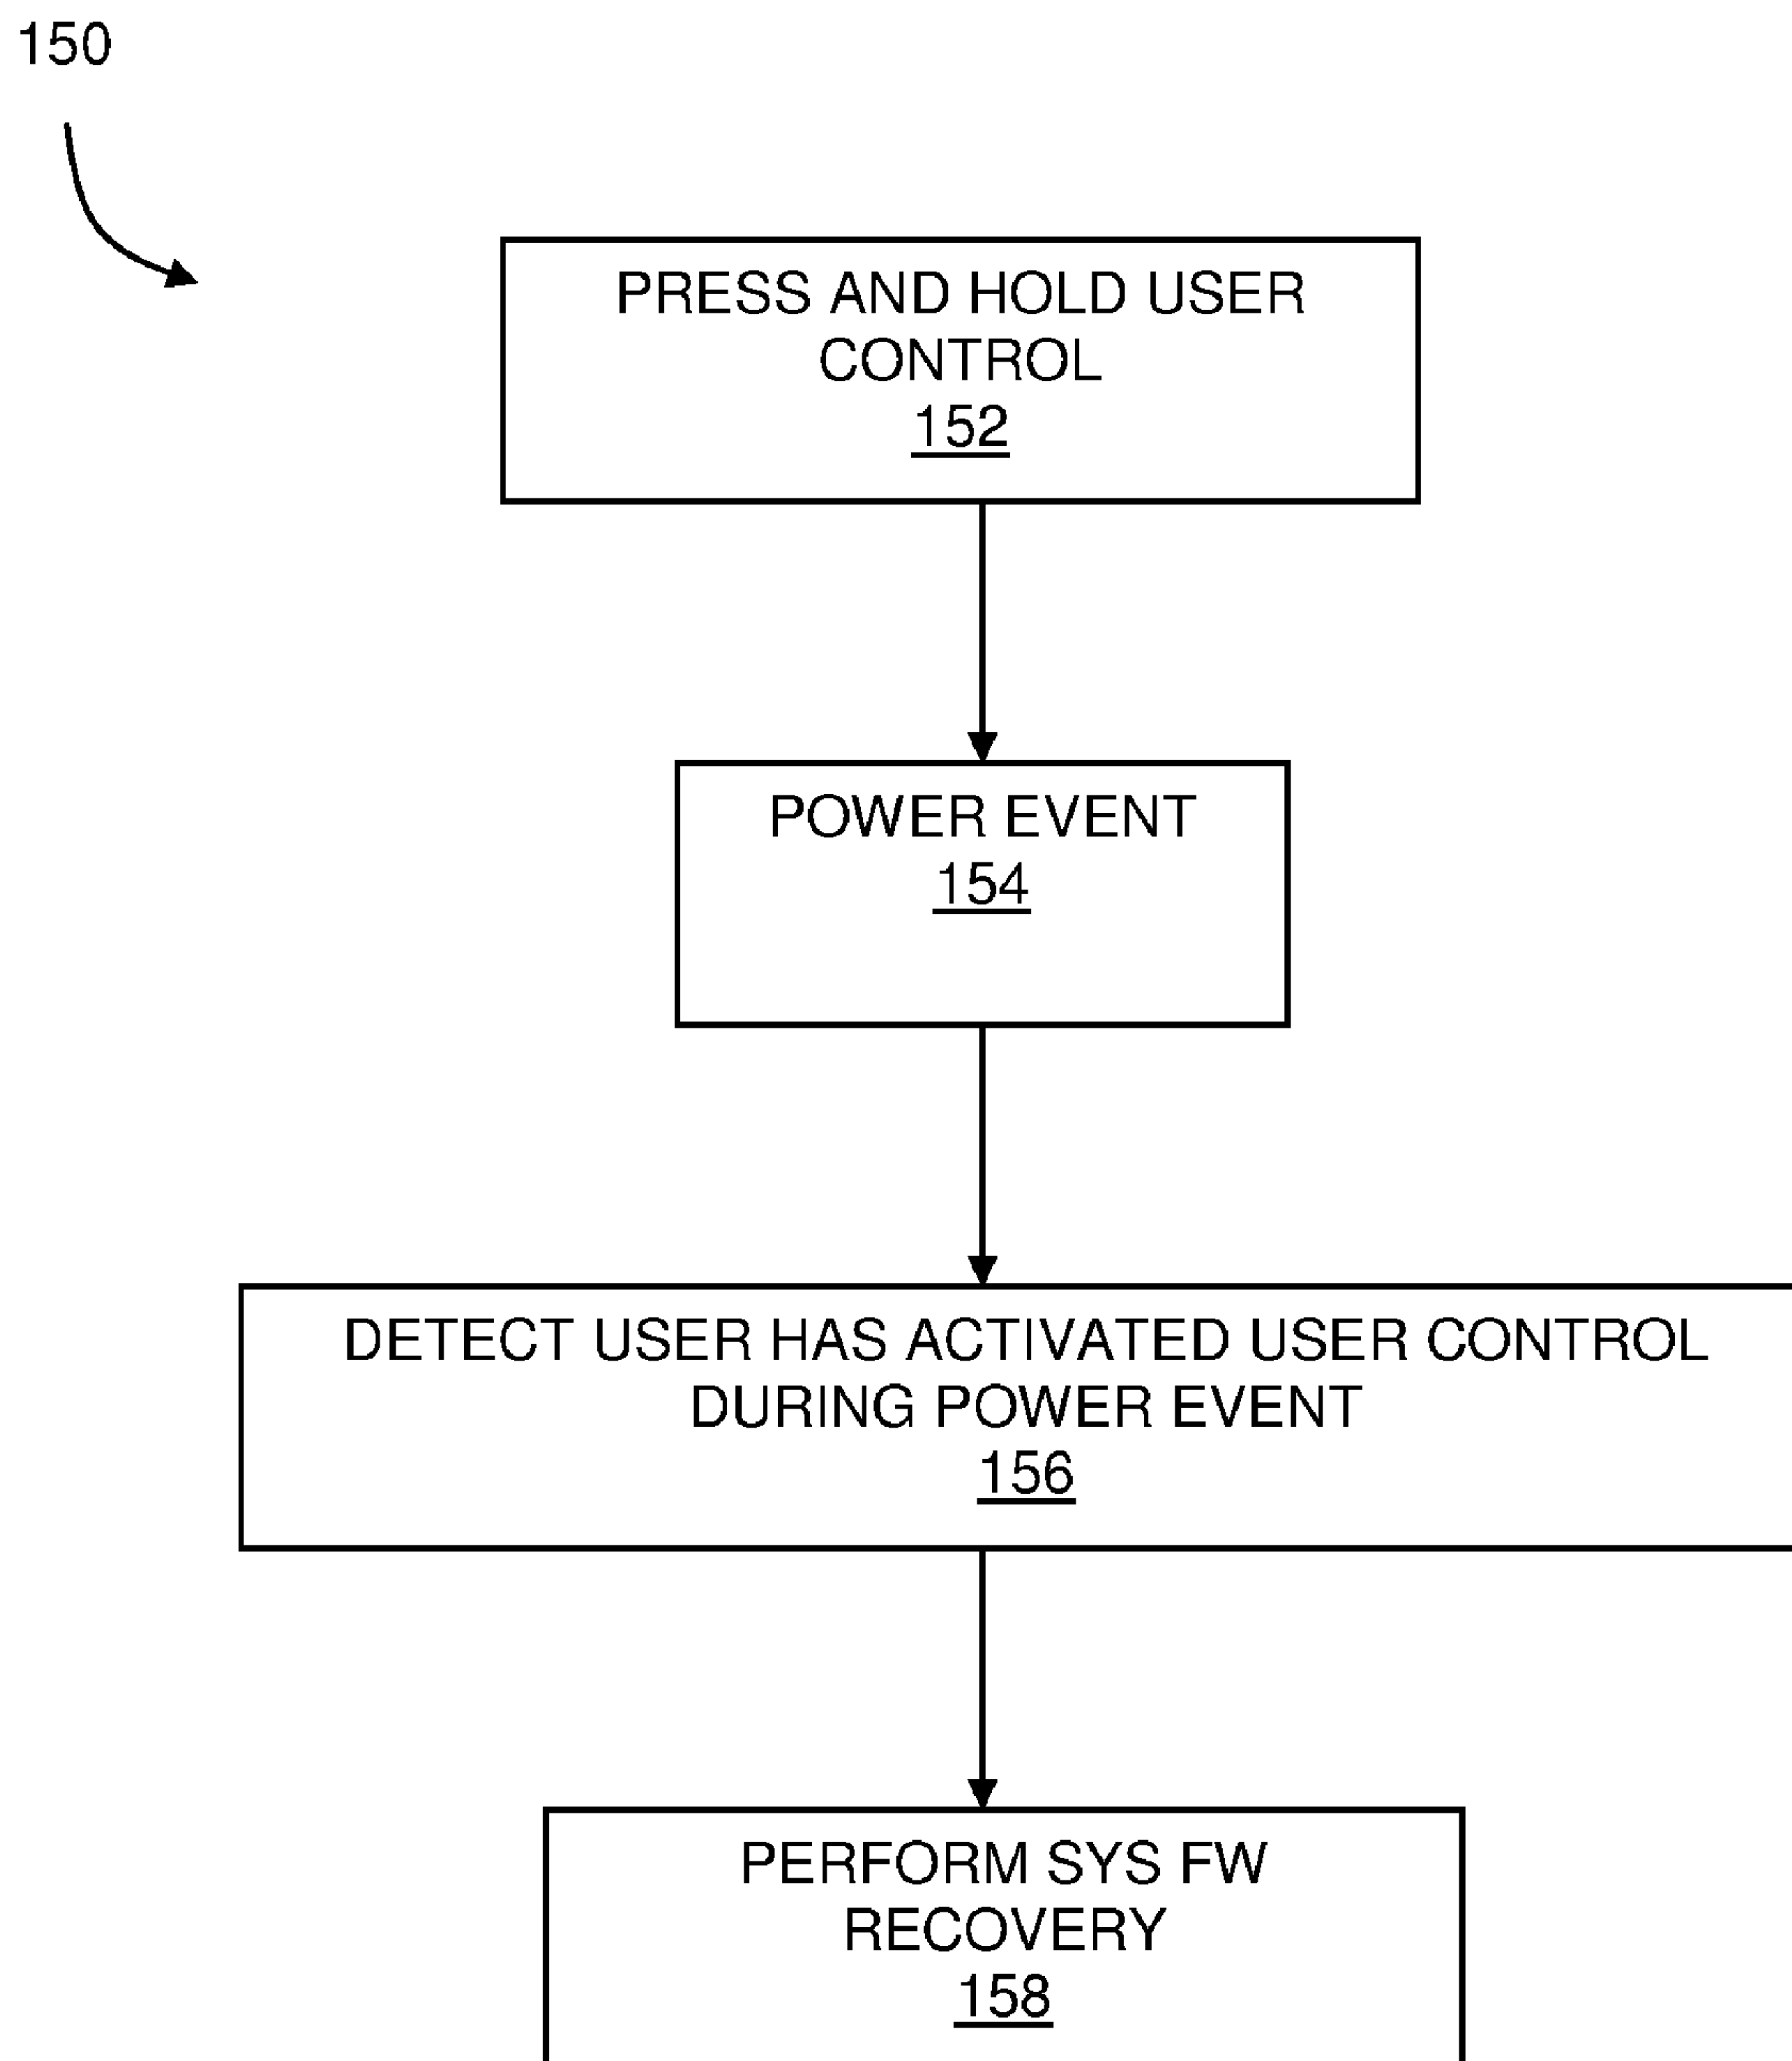 150
PRESS AND HOLD USER
CONTROL
152
POWER EVENT
154
DETECT USER HAS ACTIVATED USER CONTROL
DURING POWER EVENT
156
PERFORM SYS FW
RECOVERY
158